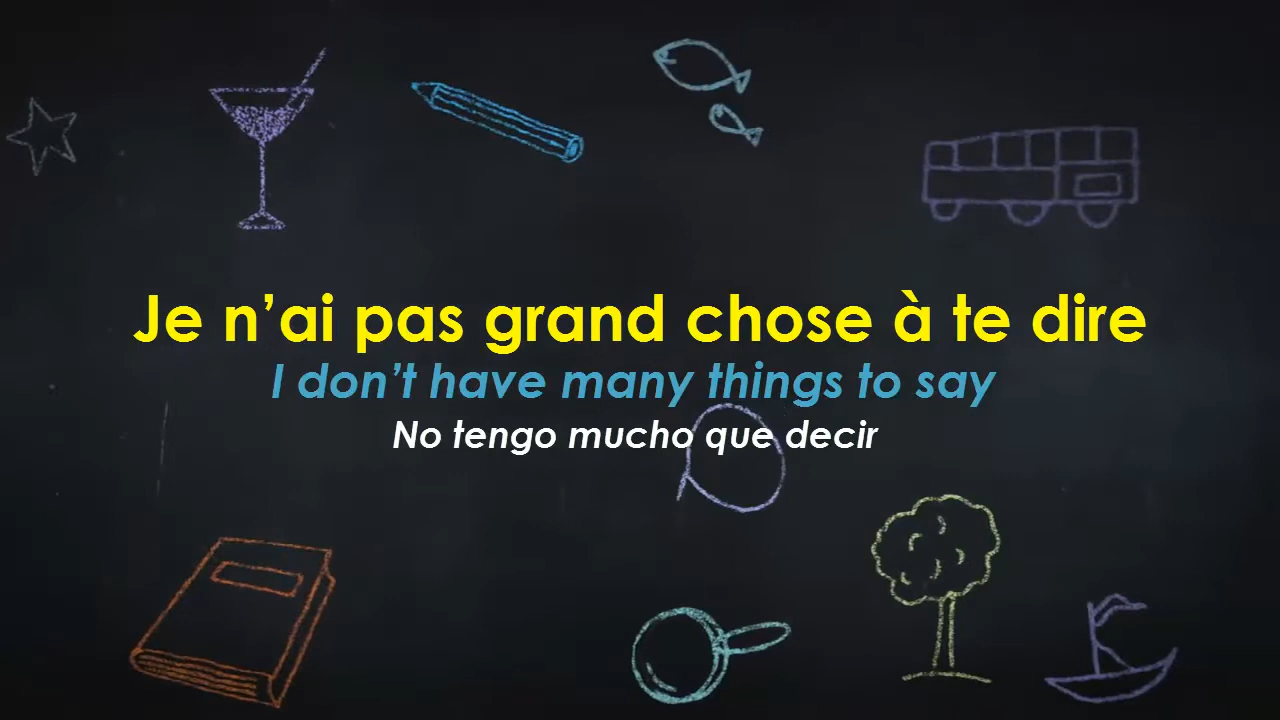 Je n’ai pas grand chose à te dire
I don’t have many things to say
No tengo mucho que decir